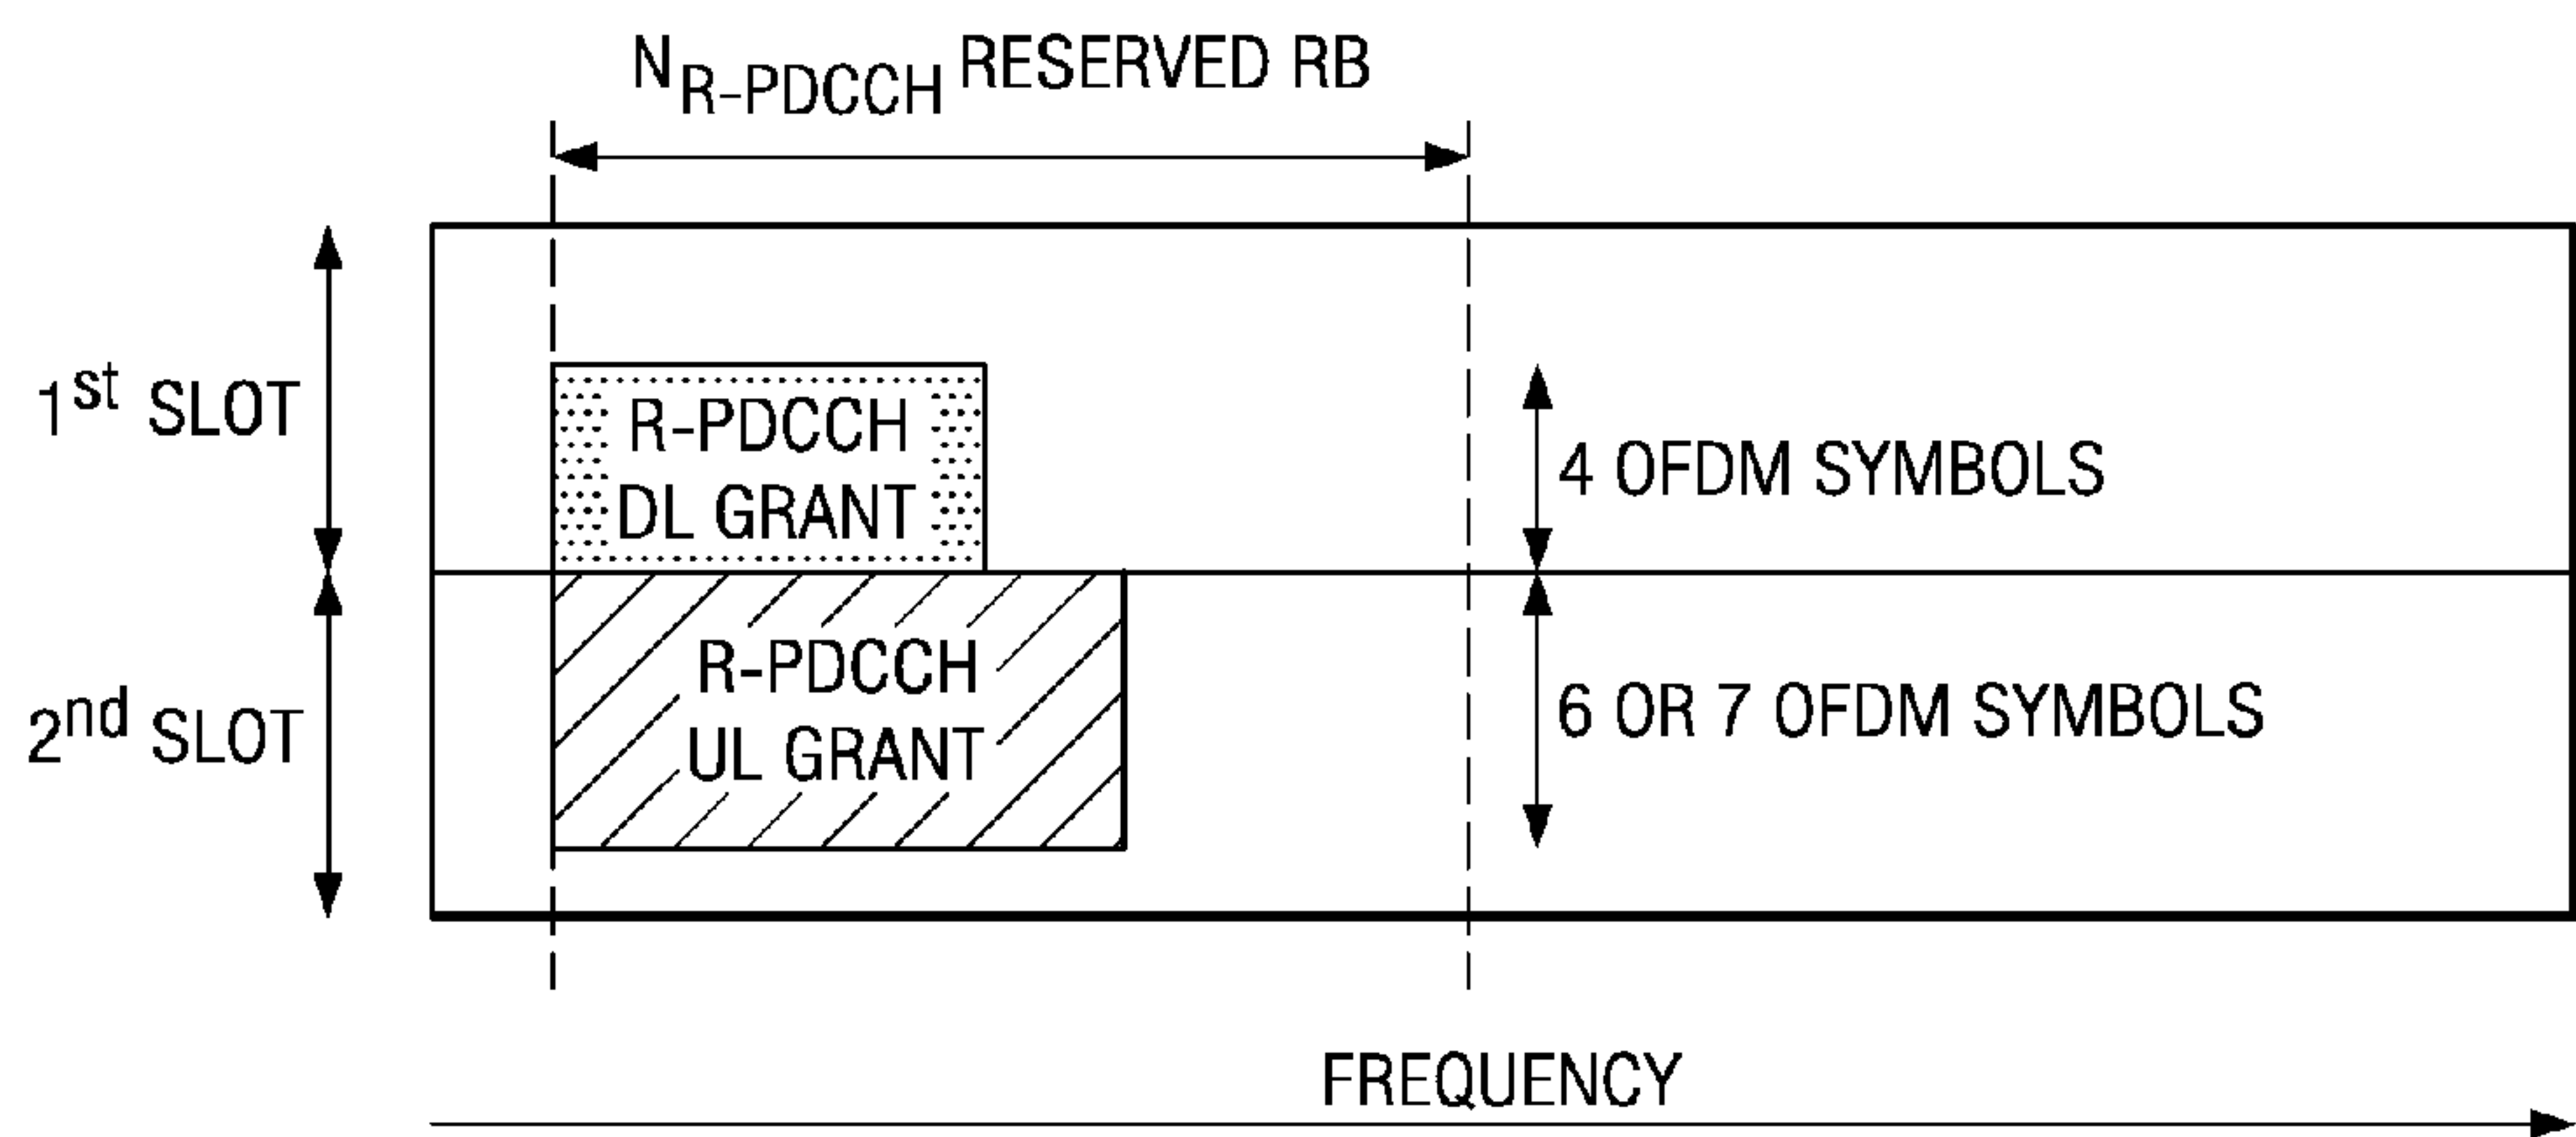 N_R-PDCCH RESERVED RB
1st SLOT
R-PDCCH
DL GRANT
4 OFDM SYMBOLS
2nd SLOT
R-PDCCH
UL GRANT
6 OR 7 OFDM SYMBOLS
FREQUENCY